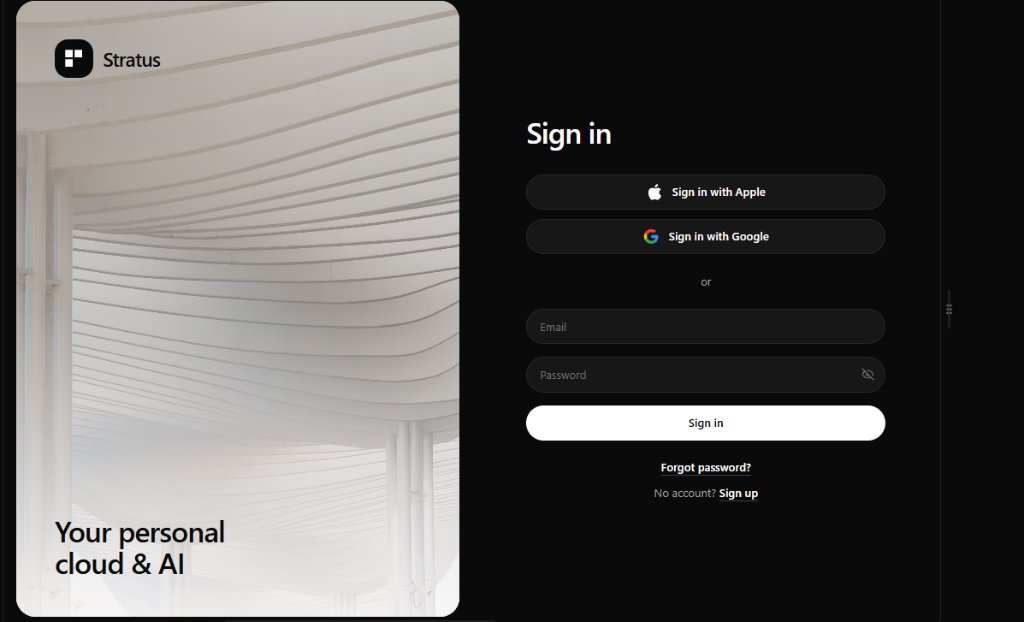 Stratus
Your personal
cloud & AI
Sign in
Sign in with Apple
Sign in with Google
or
Email
Password
Sign in
Forgot password?
No account? Sign up